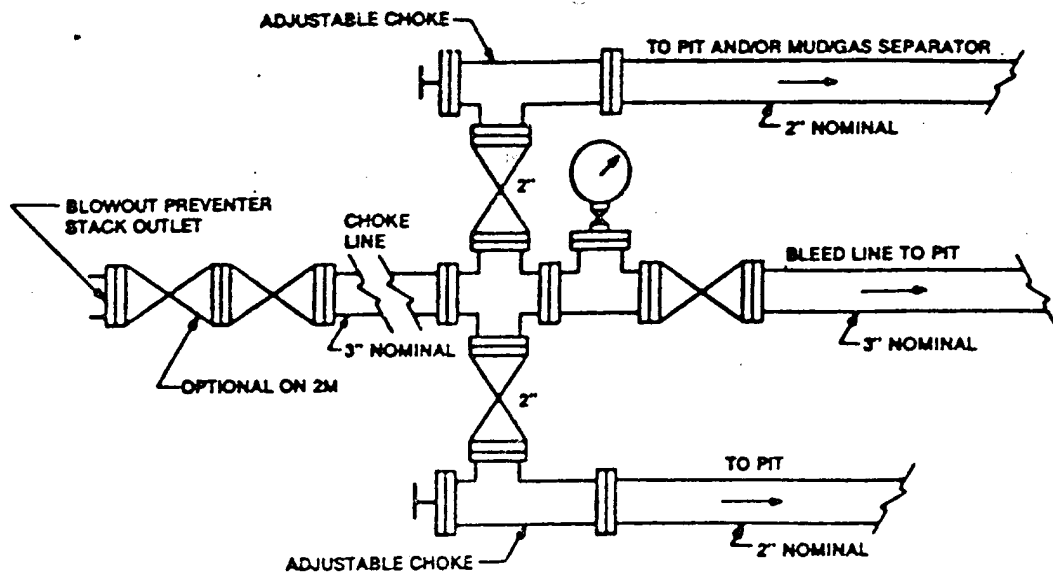 ADJUSTABLE CHOKE
TO PIT AND/OR MUD/GAS SEPARATOR
2" NOMINAL
2"
BLOWOUT PREVENTER
STACK OUTLET
CHOKE
LINE
BLEED LINE TO PIT
3" NOMINAL
3" NOMINAL
OPTIONAL ON 2M
2"
TO PIT
2" NOMINAL
ADJUSTABLE CHOKE